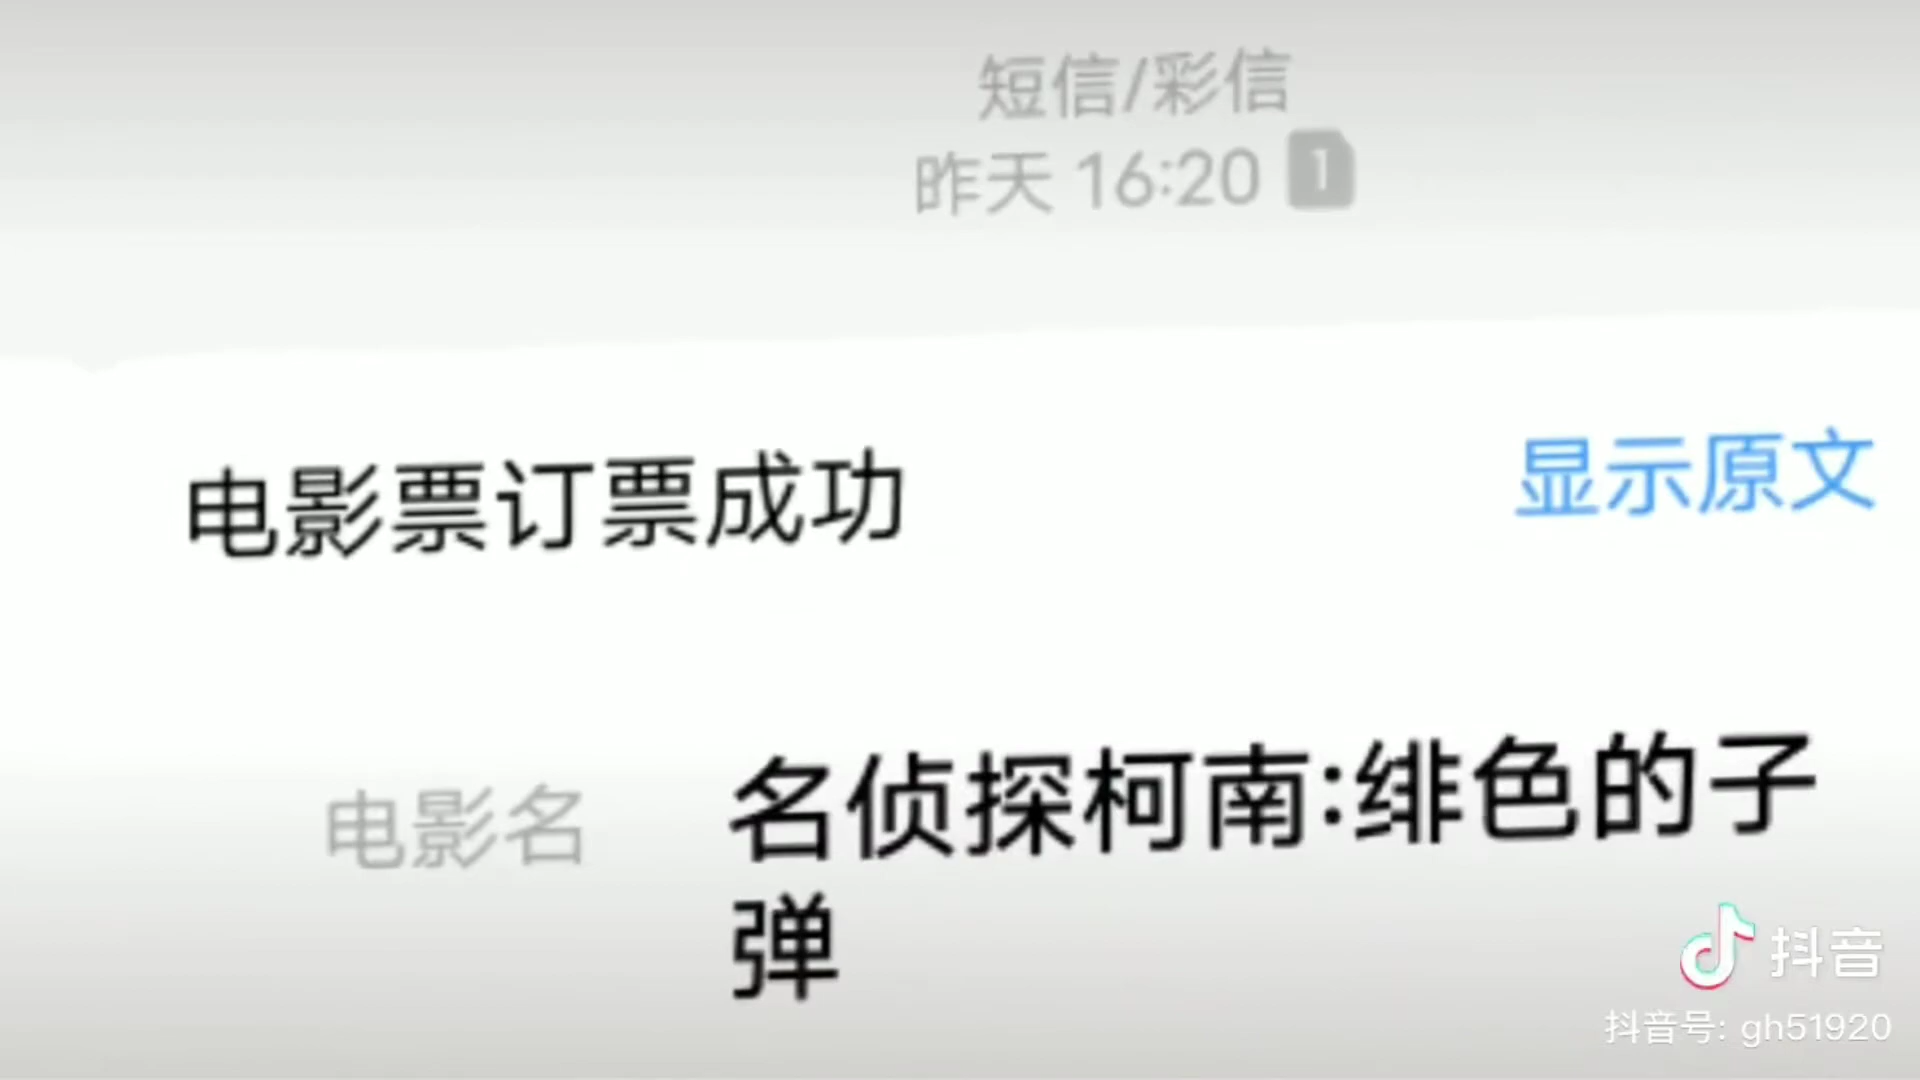 短信/彩信
昨天 16:20 1
电影票订票成功
显示原文
电影名
名侦探柯南:绯色的子
弹
抖音
抖音号: gh51920